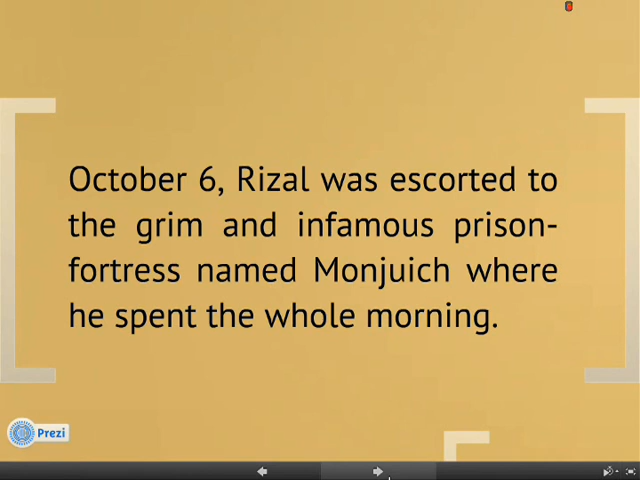 October 6, Rizal was escorted to
the grim and infamous prison-
fortress named Monjuich where
he spent the whole morning.
Prezi